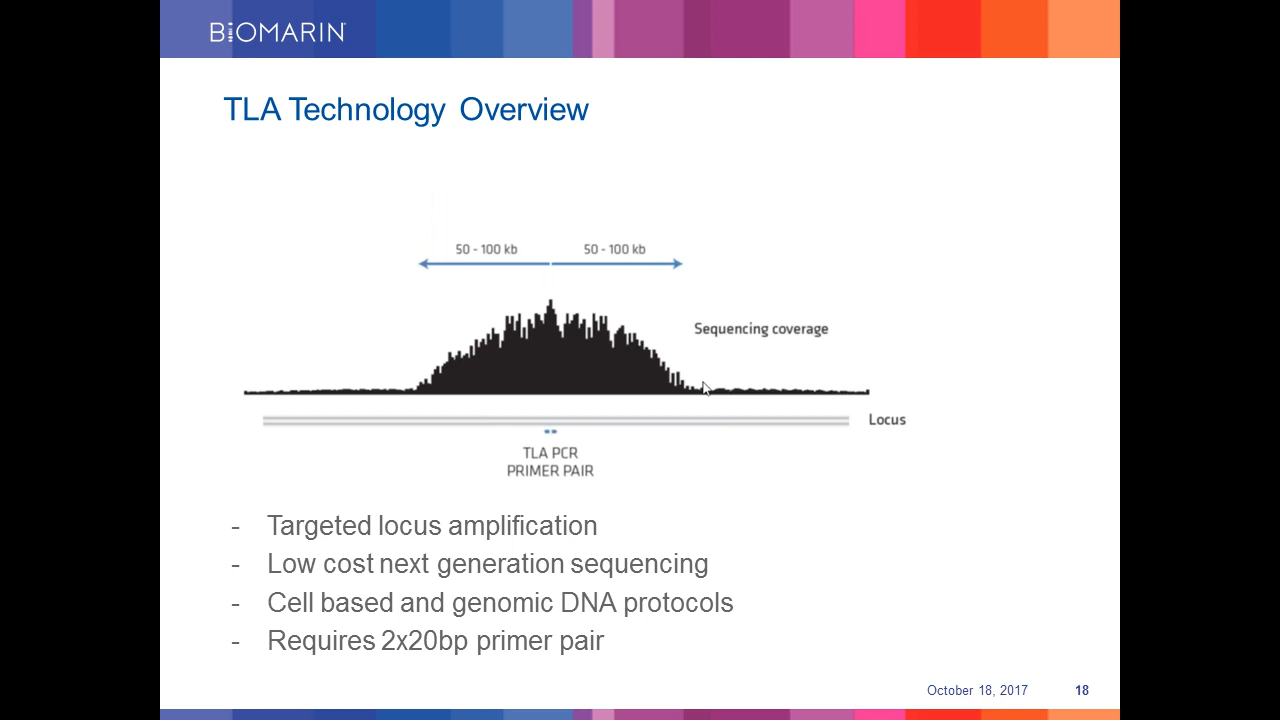 BIOMARIN
TLA Technology Overview
50 - 100 kb 50 - 100 kb
Sequencing coverage
Locus
TLA PCR
PRIMER PAIR
- Targeted locus amplification
- Low cost next generation sequencing
- Cell based and genomic DNA protocols
- Requires 2x20bp primer pair
October 18, 2017 18